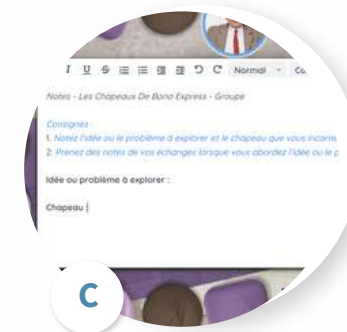 I U S Normal
Notes - Les Chapeaux De Bono Express - Groupe
Consignes :
1. Notez l'idée ou le problème à explorer et le chapeau que vous incarne
2. Prenez des notes de vos échanges lorsque vous abordez l'idée ou le p
Idée ou problème à explorer :
Chapeau :
C